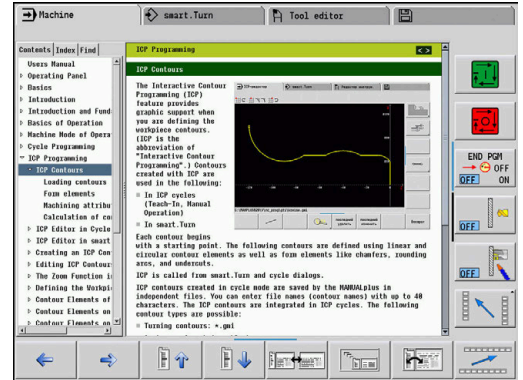 Machine
smart.Turn
Tool editor
Contents Index Find
Users Manual
Operating Panel
Basics
Introduction
Introduction and Fund
Basics of Operation
Machine Mode of Opera
Cycle Programming
ICP Programming
ICP Contours
Loading contours
Form elements
Machining attribu
Calculation of co
ICP Editor in Cycle
ICP Editor in smart
Creating an ICP Con
Editing ICP Contour
The Zoom Function i
Defining the Workpi
Contour Elements of
Contour Elements on
Contour Elements on
ICP Programming
ICP Contours
The Interactive Contour
Programming (ICP)
feature provides
graphic support when
you are defining the
workpiece contours.
(ICP is the
abbreviation of
"Interactive Contour
Programming".) Contours
created with ICP are
used in the following:
In ICP cycles
(Teach-In, Manual
Operation)
In smart.Turn
Each contour begins
with a starting point. The following contours are defined using linear and
circular contour elements as well as form elements like chamfers, rounding
arcs, and undercuts.
ICP is called from smart.Turn and cycle dialogs.
ICP contours created in cycle mode are saved by the MANUALplus in
independent files. You can enter file names (contour names) with up to 40
characters. The ICP contours are integrated in ICP cycles. The following
contour types are possible:
Turning contours: *.gmi
smart.Turn
END PGM
OFF
OFF ON
OFF
OFF